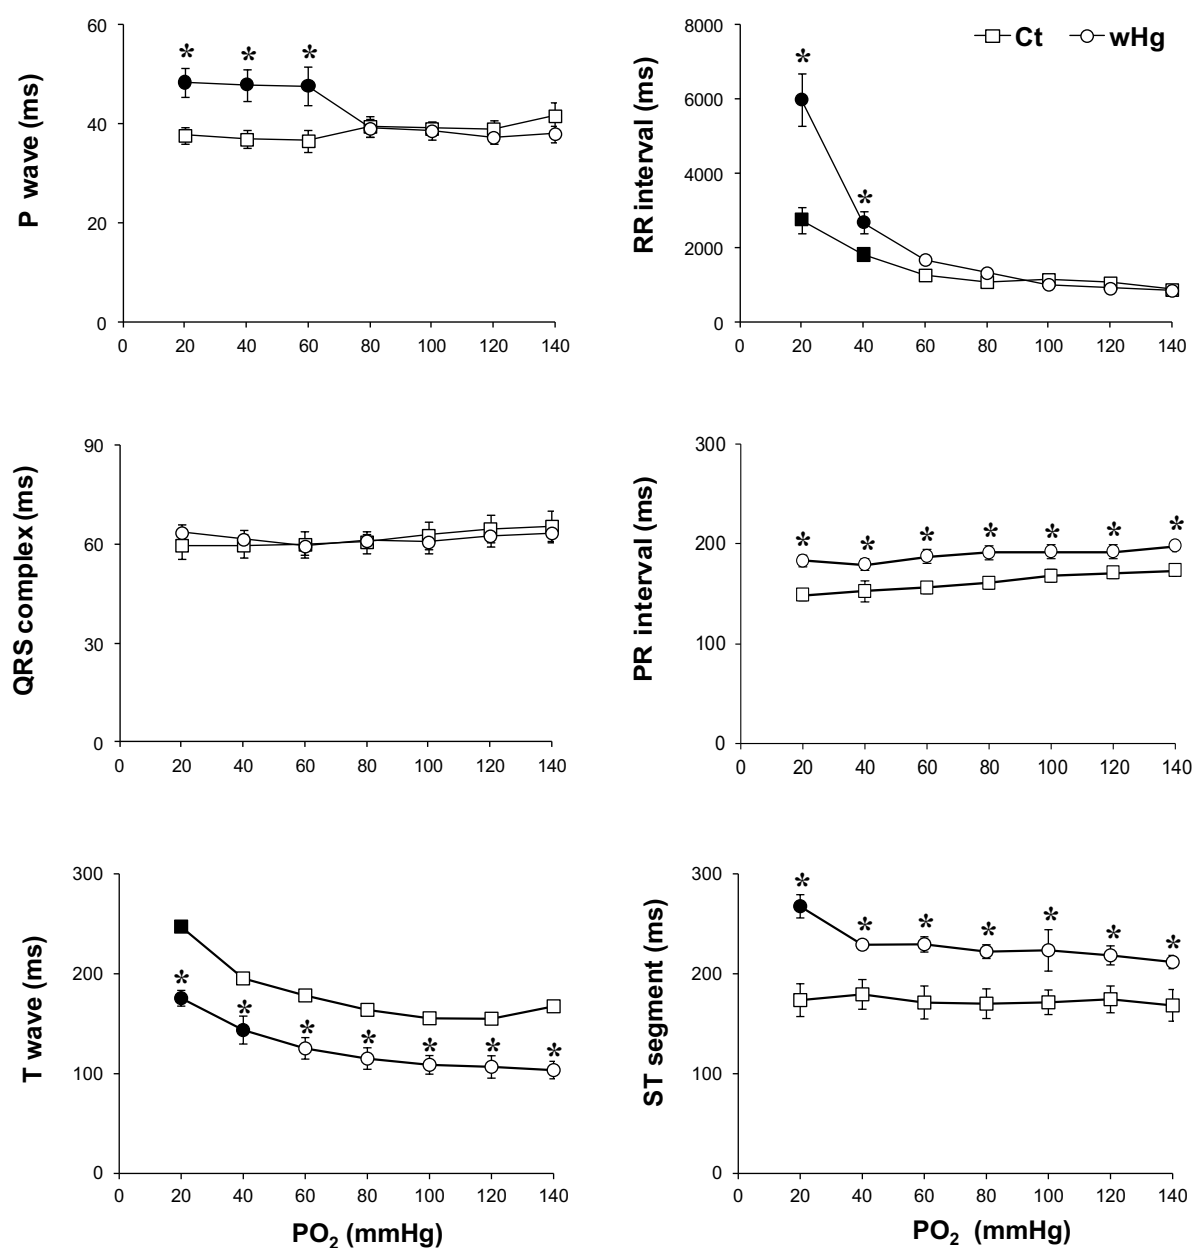 60
40
20
0
P wave (ms)
* * *
0 20 40 60 80 100 120 140
8000
6000
4000
2000
0
RR interval (ms)
Ct wHg
*
*
0 20 40 60 80 100 120 140
90
60
30
0
QRS complex (ms)
0 20 40 60 80 100 120 140
300
200
100
0
PR interval (ms)
* * * * * * *
0 20 40 60 80 100 120 140
300
200
100
0
T wave (ms)
* * * * * * *
0 20 40 60 80 100 120 140
PO₂ (mmHg)
300
200
100
0
ST segment (ms)
* * * * * * *
0 20 40 60 80 100 120 140
PO₂ (mmHg)